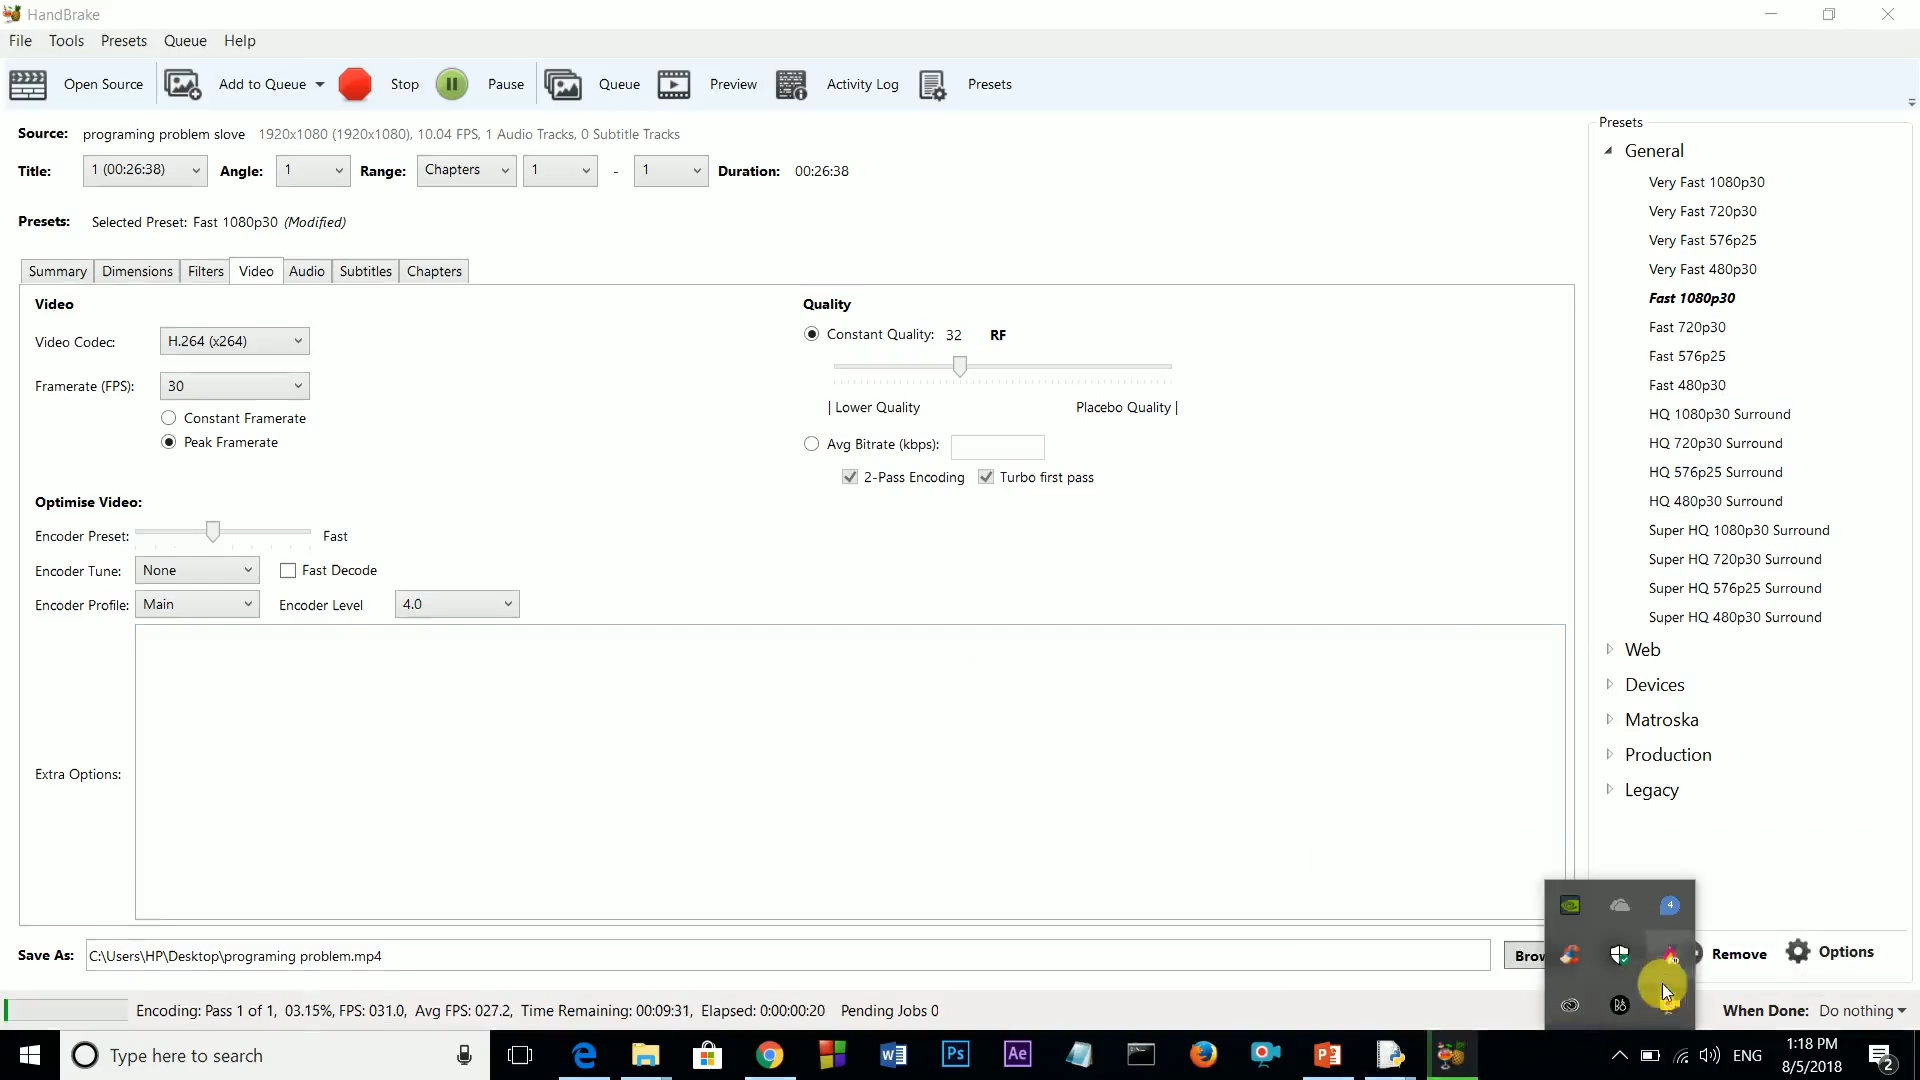 HandBrake
File Tools Presets Queue Help
Open Source Add to Queue Stop Pause Queue Preview Activity Log Presets
Source: programing problem slove 1920x1080 (1920x1080), 10.04 FPS, 1 Audio Tracks, 0 Subtitle Tracks
Title: 1 (00:26:38) Angle: 1 Range: Chapters 1 - 1 Duration: 00:26:38
Presets: Selected Preset: Fast 1080p30 (Modified)
Summary Dimensions Filters Video Audio Subtitles Chapters
Video
Video Codec: H.264 (x264)
Framerate (FPS): 30
Constant Framerate
Peak Framerate
Quality
Constant Quality: 32 RF
| Lower Quality Placebo Quality |
Avg Bitrate (kbps):
2-Pass Encoding Turbo first pass
Optimise Video:
Encoder Preset: Fast
Encoder Tune: None Fast Decode
Encoder Profile: Main Encoder Level 4.0
Extra Options:
Presets
General
Very Fast 1080p30
Very Fast 720p30
Very Fast 576p25
Very Fast 480p30
Fast 1080p30
Fast 720p30
Fast 576p25
Fast 480p30
HQ 1080p30 Surround
HQ 720p30 Surround
HQ 576p25 Surround
HQ 480p30 Surround
Super HQ 1080p30 Surround
Super HQ 720p30 Surround
Super HQ 576p25 Surround
Super HQ 480p30 Surround
Web
Devices
Matroska
Production
Legacy
4
Save As: C:\Users\HP\Desktop\programing problem.mp4 Brow
Remove Options
Encoding: Pass 1 of 1, 03.15%, FPS: 031.0, Avg FPS: 027.2, Time Remaining: 00:09:31, Elapsed: 0:00:00:20 Pending Jobs 0
When Done: Do nothing
Type here to search
Ps
Ae
ENG
1:18 PM
8/5/2018
2